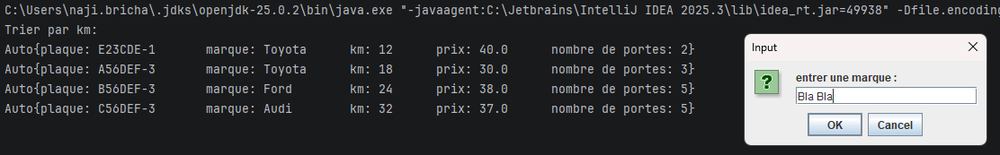 C:\Users\naji.bricha\.jdks\openjdk-25.0.2\bin\java.exe "-javaagent:C:\Jetbrains\IntelliJ IDEA 2025.3\lib\idea_rt.jar=49938" -Dfile.encoding
Trier par km:
Auto{plaque: E23CDE-1 marque: Toyota km: 12 prix: 40.0 nombre de portes: 2}
Auto{plaque: A56DEF-3 marque: Toyota km: 18 prix: 30.0 nombre de portes: 3}
Auto{plaque: B56DEF-3 marque: Ford km: 24 prix: 38.0 nombre de portes: 5}
Auto{plaque: C56DEF-3 marque: Audi km: 32 prix: 37.0 nombre de portes: 5}
Input
entrer une marque :
Bla Bla
OK Cancel